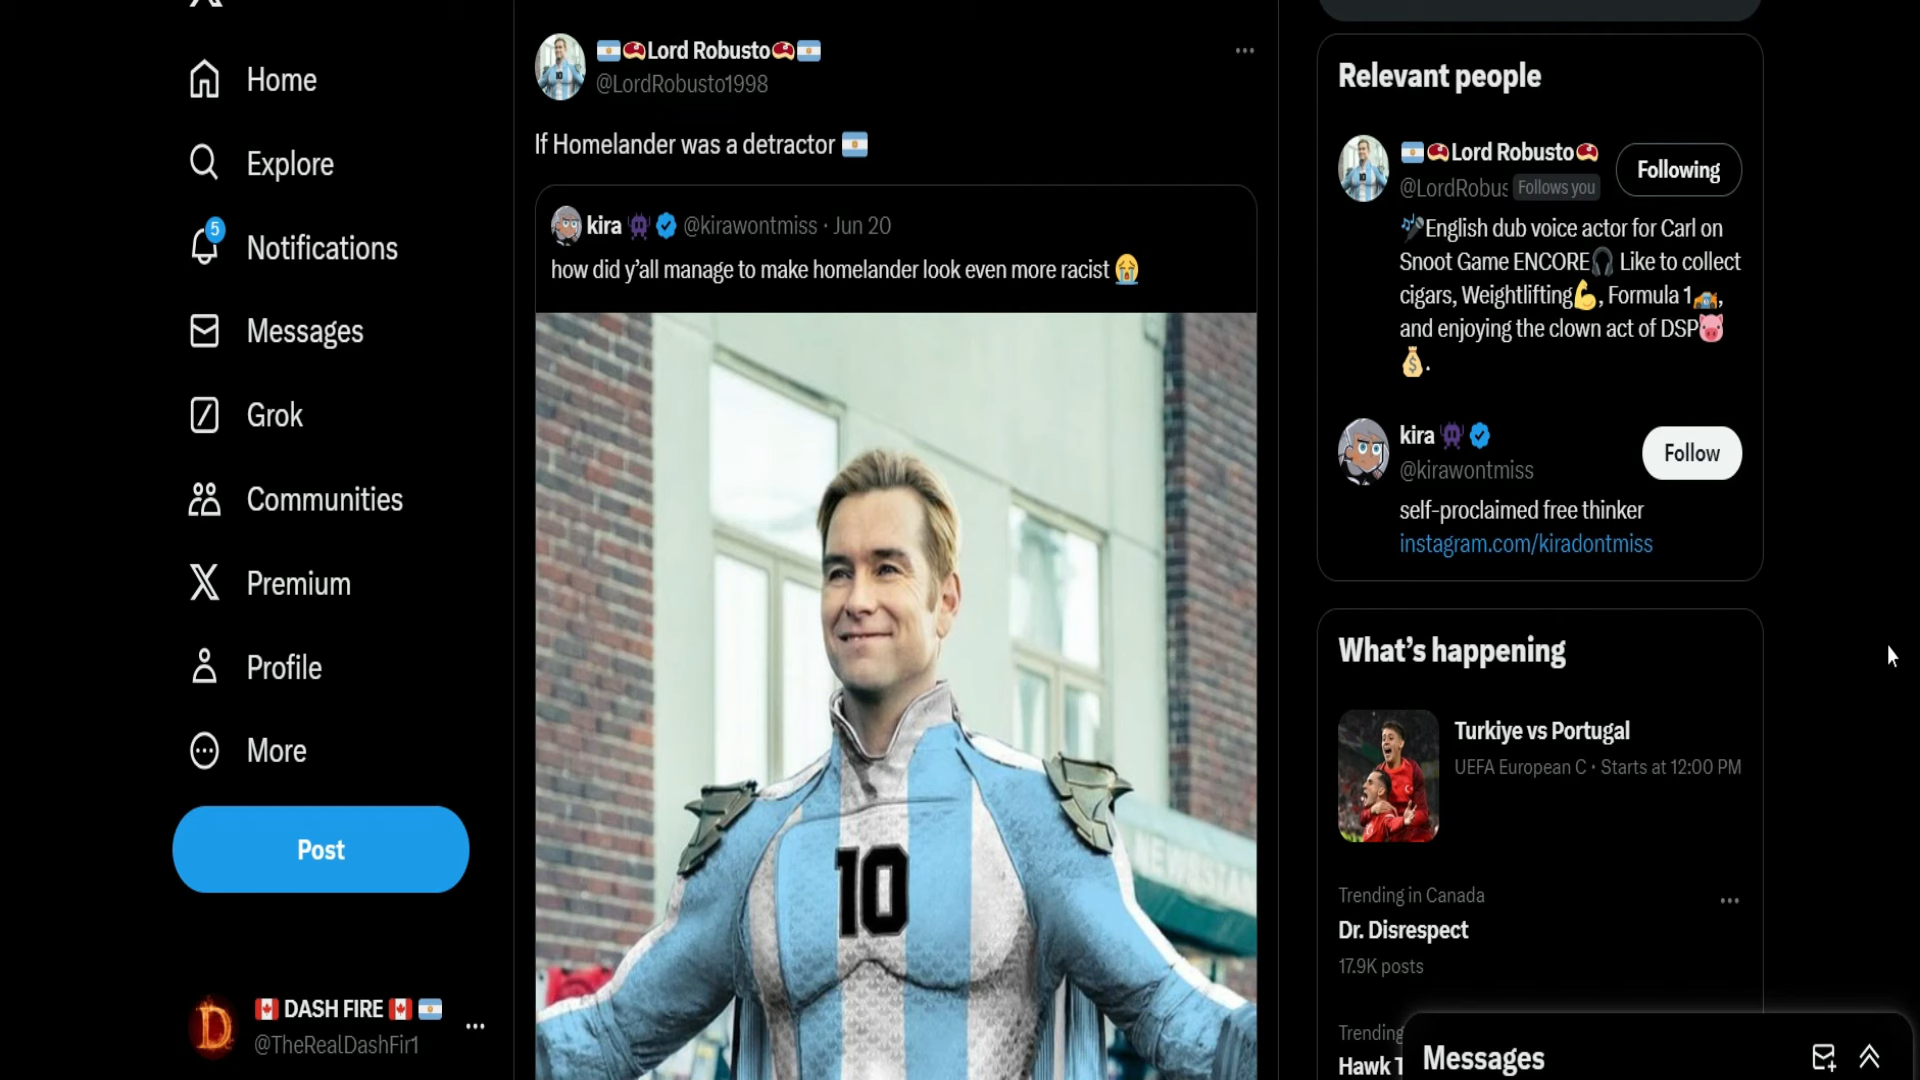 Home
Explore
5
Notifications
Messages
Grok
Communities
Premium
Profile
More
Post
DASH FIRE
@TheRealDashFir1
Lord Robusto
@LordRobusto1998
If Homelander was a detractor
kira @kirawontmiss · Jun 20
how did y'all manage to make homelander look even more racist
10
Relevant people
Lord Robusto
Following
@LordRobus Follows you
English dub voice actor for Carl on
Snoot Game ENCORE Like to collect
cigars, Weightlifting, Formula 1,
and enjoying the clown act of DSP
.
kira
Follow
@kirawontmiss
self-proclaimed free thinker
instagram.com/kiradontmiss
What's happening
Turkiye vs Portugal
UEFA European C · Starts at 12:00 PM
Trending in Canada
Dr. Disrespect
17.9K posts
Trending
Hawk T
Messages